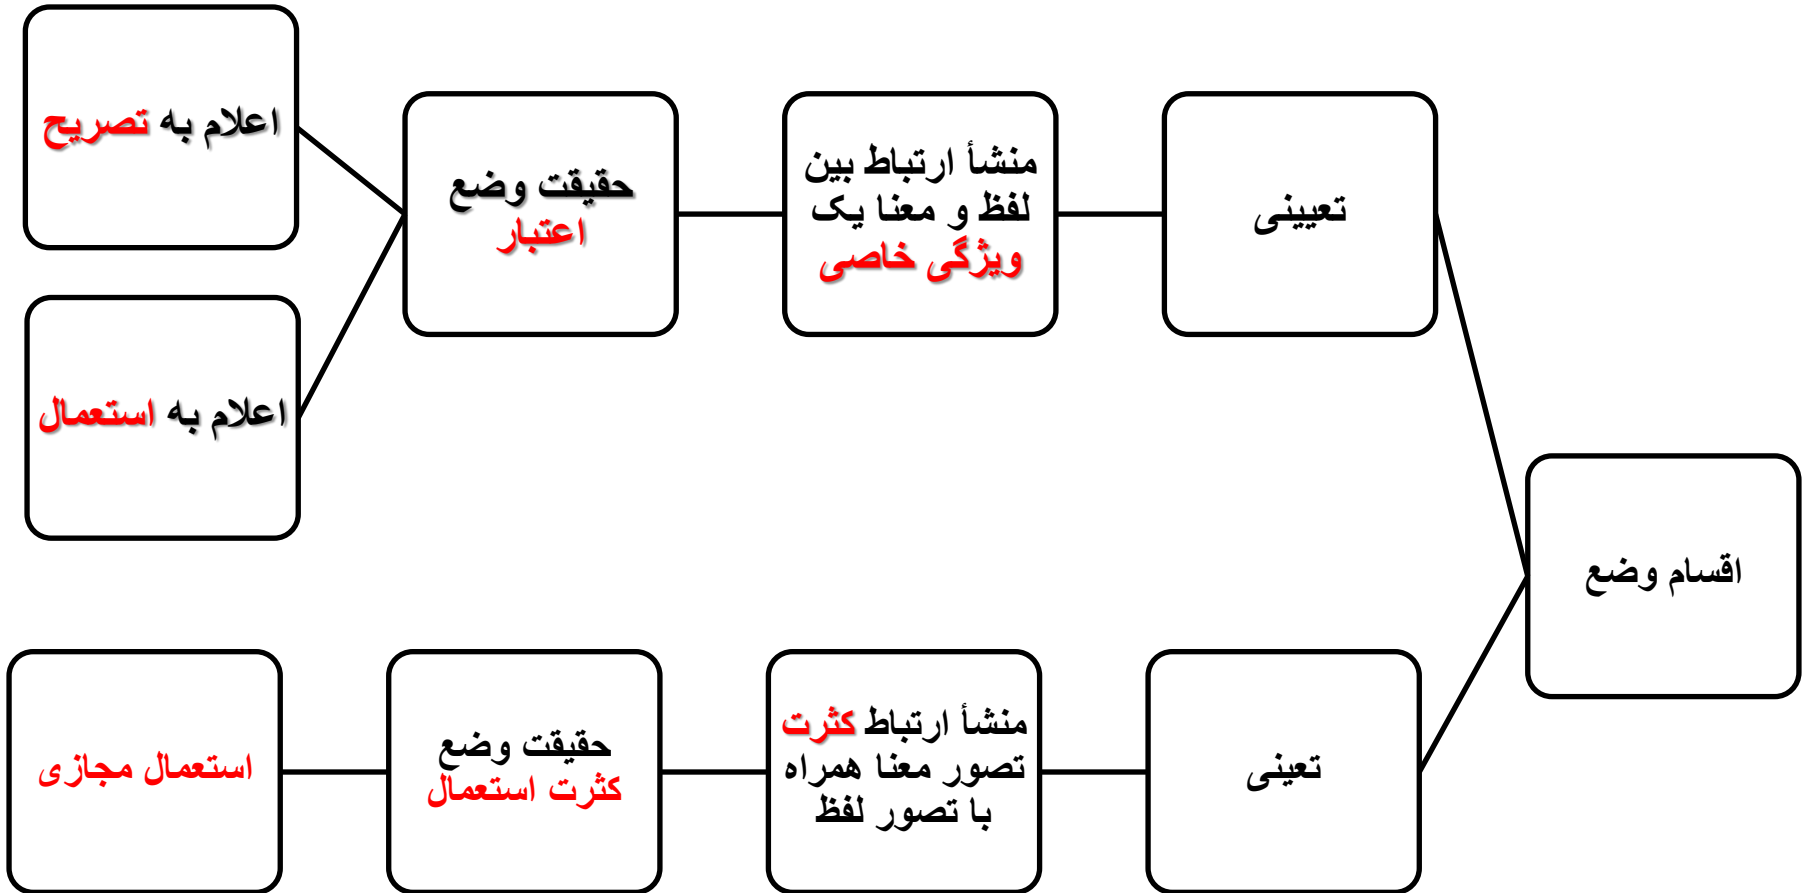 اقسام وضع
تعیینی
منشأ ارتباط بین
لفظ و معنا یک
ویژگی خاصی
حقیقت وضع
اعتبار
اعلام به تصریح
اعلام به استعمال
تعینی
منشأ ارتباط کثرت
تصور معنا همراه
با تصور لفظ
حقیقت وضع
کثرت استعمال
استعمال مجازی